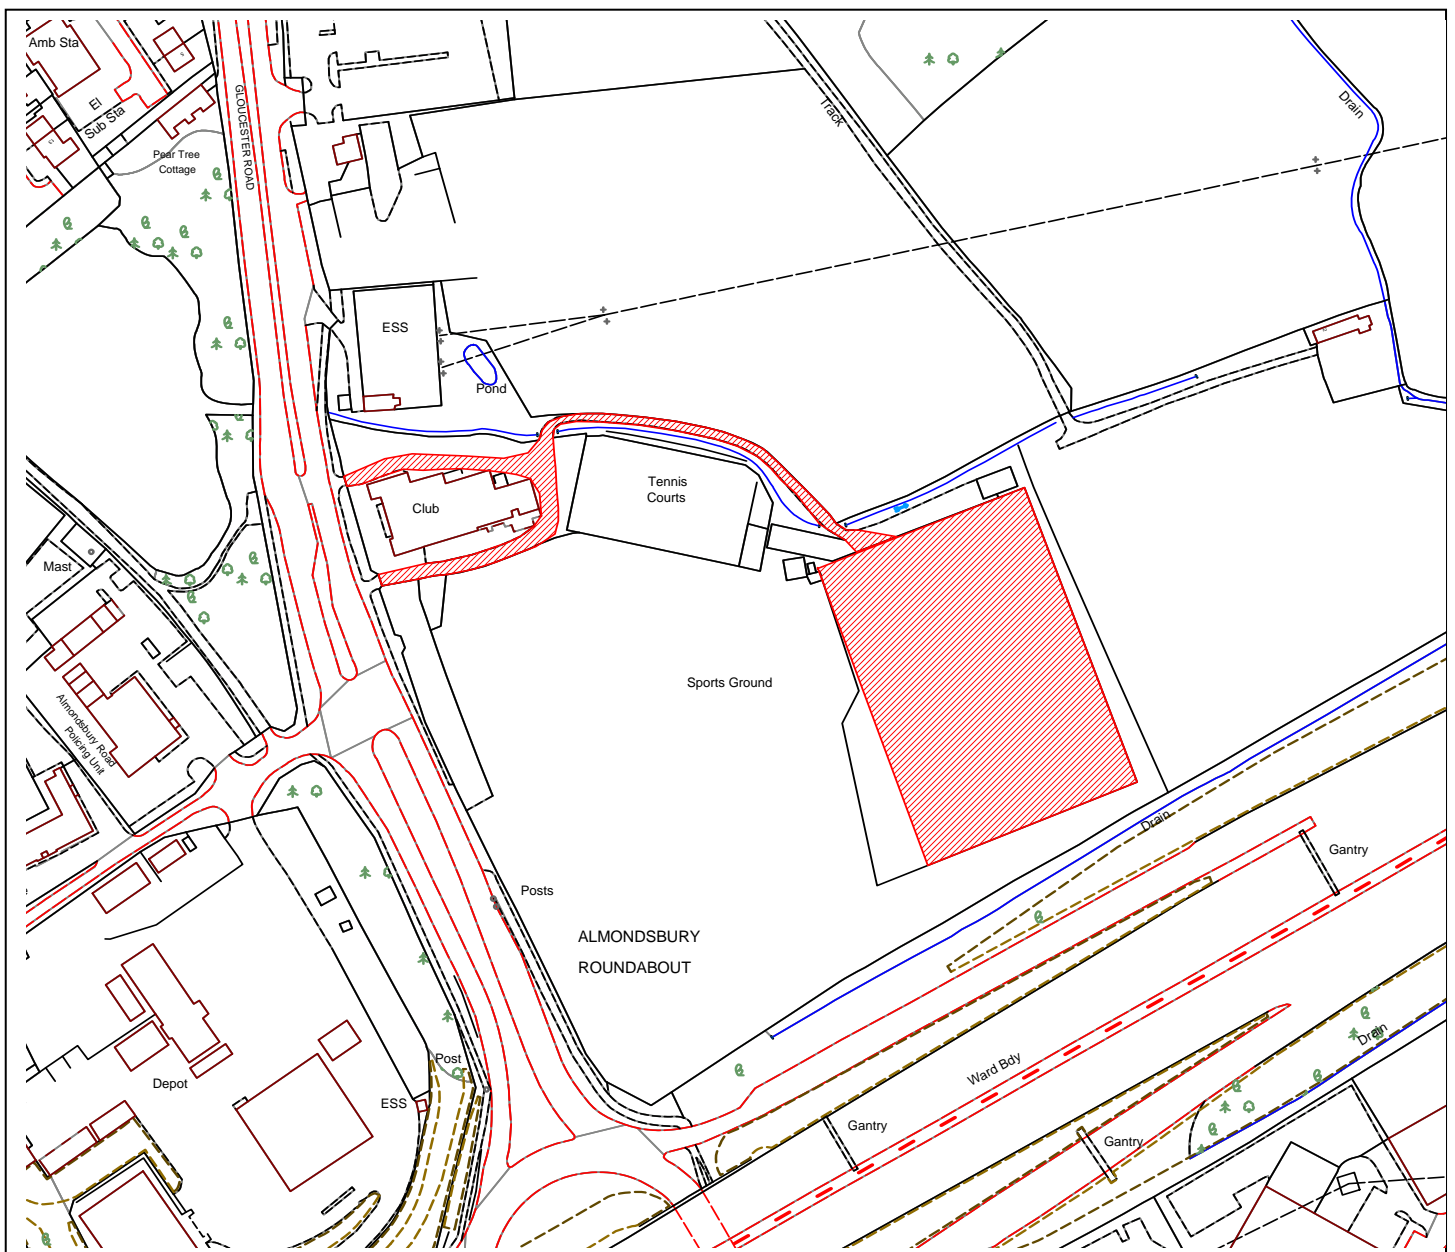 Amb Sta
El
Sub Sta
Pear Tree
Cottage
GLOUCESTER ROAD
Track
Drain
ESS
Pond
Club
Tennis
Courts
Mast
Almondsbury Road
Policing Unit
Sports Ground
Drain
Gantry
Posts
ALMONDSBURY
ROUNDABOUT
Ward Bdy
Drain
Post
Depot
ESS
Gantry
Gantry